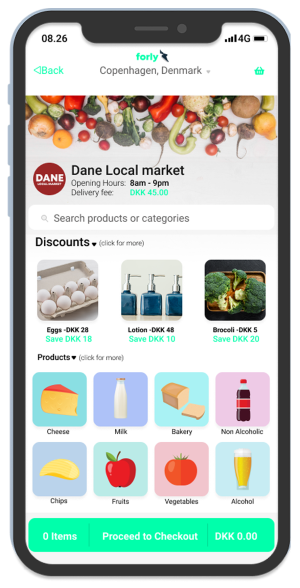 08.26
4G
forly
Back
Copenhagen, Denmark
DANE
LOCAL MARKET
Dane Local market
Opening Hours: 8am - 9pm
Delivery fee: DKK 45.00
Search products or categories
Discounts (click for more)
Eggs -DKK 28
Save DKK 18
Lotion -DKK 48
Save DKK 10
Brocoli -DKK 5
Save DKK 20
Products (click for more)
Cheese
Milk
Bakery
Non Alcoholic
Chips
Fruits
Vegetables
Alcohol
0 Items
Proceed to Checkout
DKK 0.00